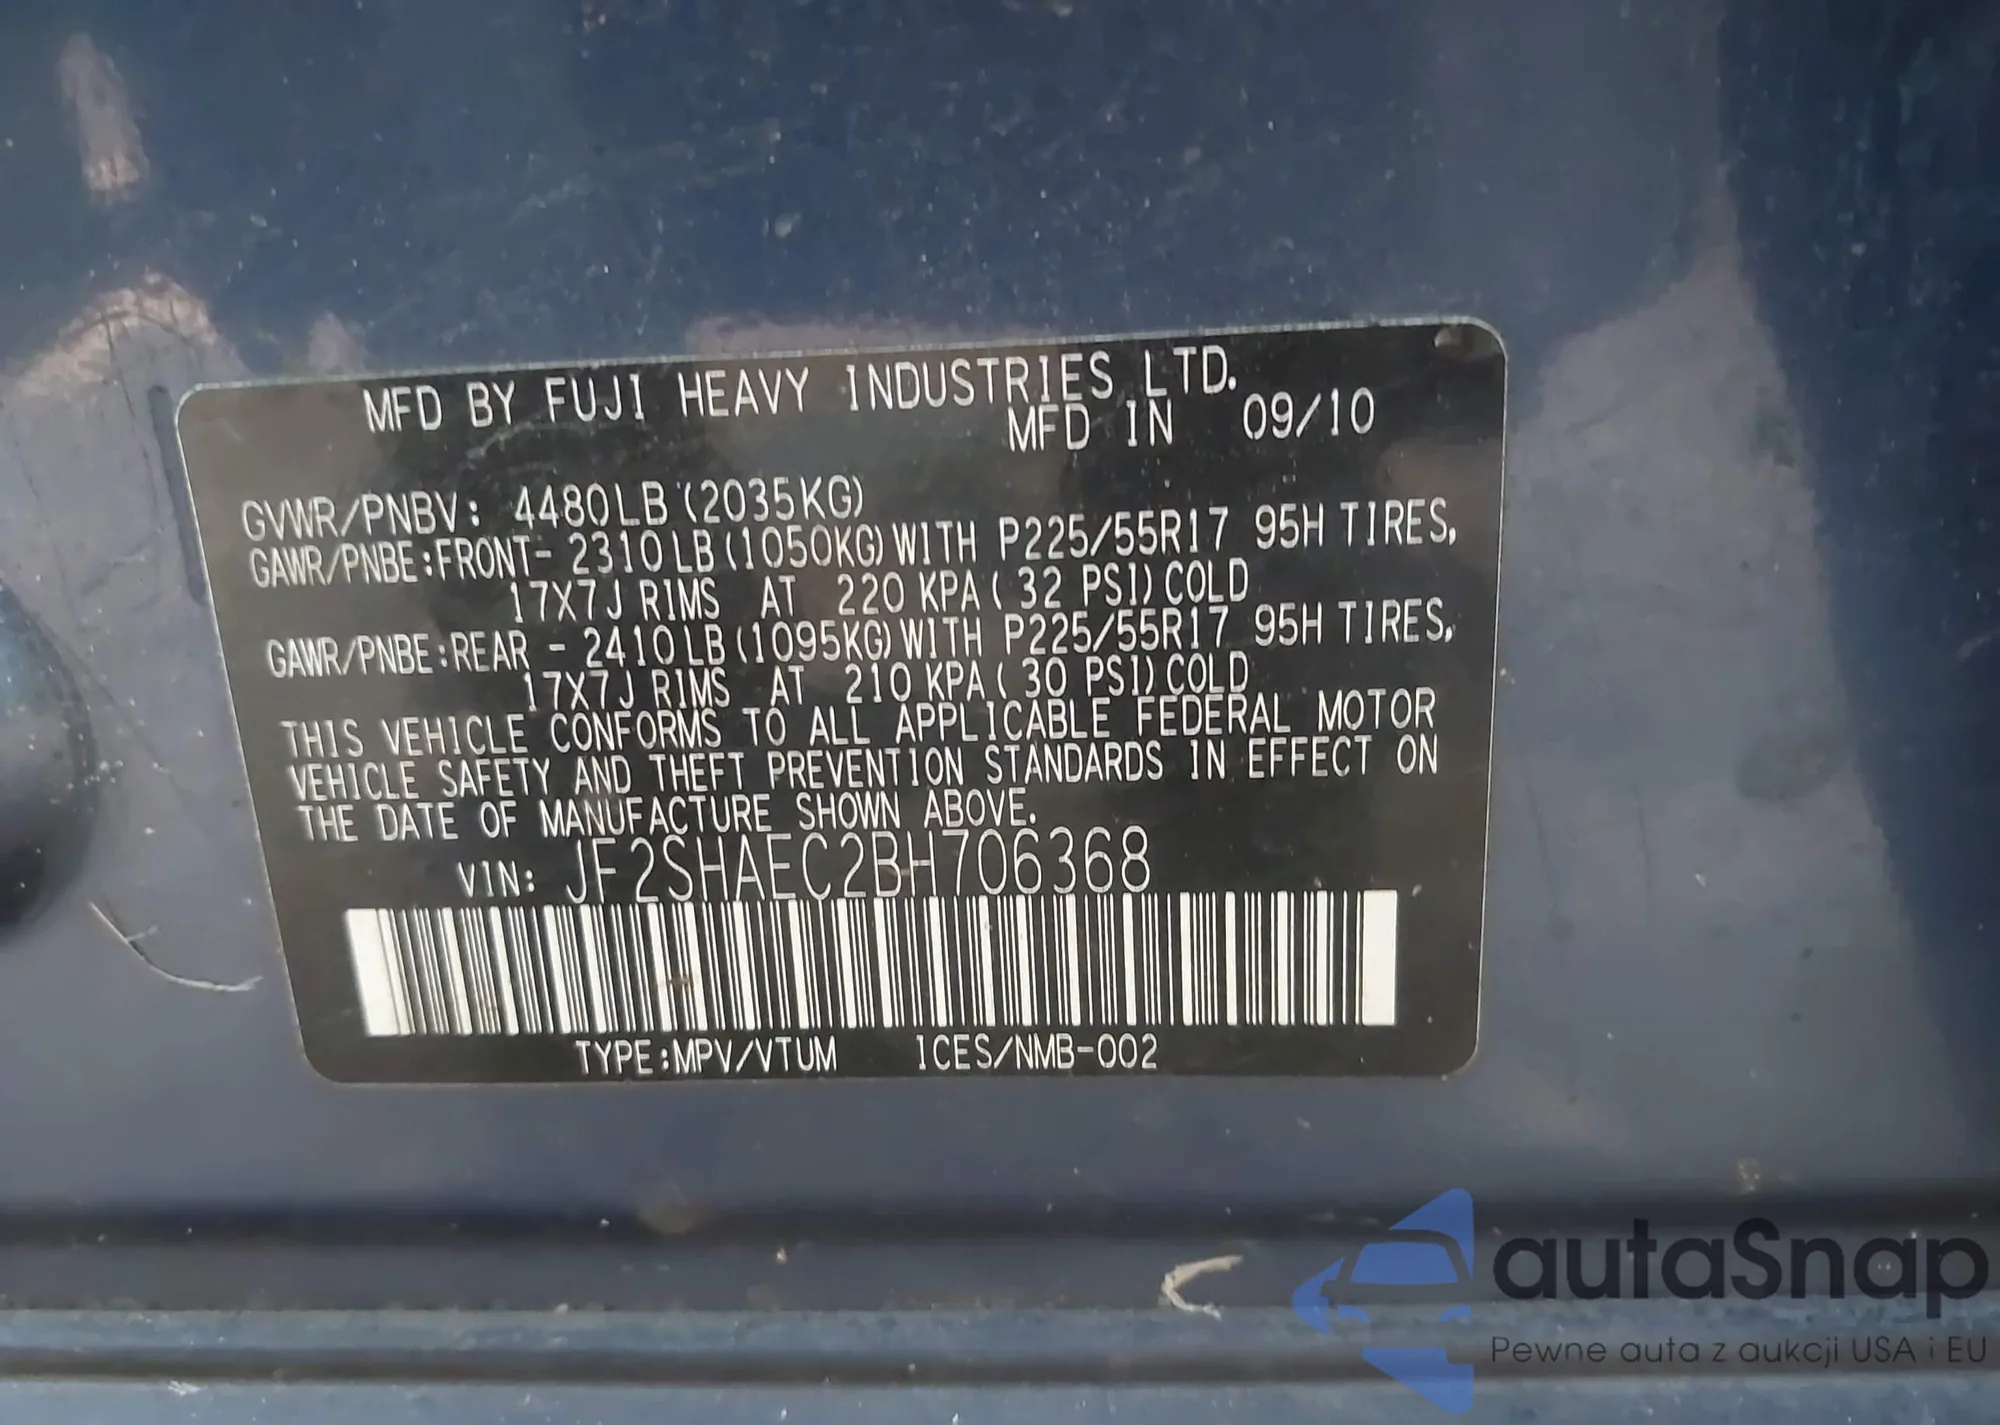 MFD BY FUJI HEAVY INDUSTRIES LTD.
MFD IN 09/10
GVWR/PNBV: 4480LB (2035KG)
GAWR/PNBE:FRONT- 2310LB(1050KG)WITH P225/55R17 95H TIRES,
17X7J RIMS AT 220 KPA( 32 PSI)COLD
GAWR/PNBE:REAR - 2410LB(1095KG)WITH P225/55R17 95H TIRES,
17X7J RIMS AT 210 KPA( 30 PSI)COLD
THIS VEHICLE CONFORMS TO ALL APPLICABLE FEDERAL MOTOR
VEHICLE SAFETY AND THEFT PREVENTION STANDARDS IN EFFECT ON
THE DATE OF MANUFACTURE SHOWN ABOVE.
VIN: JF2SHAEC2BH706368
TYPE:MPV/VTUM ICES/NMB-002
autaSnap
Pewne auta z aukcji USA i EU